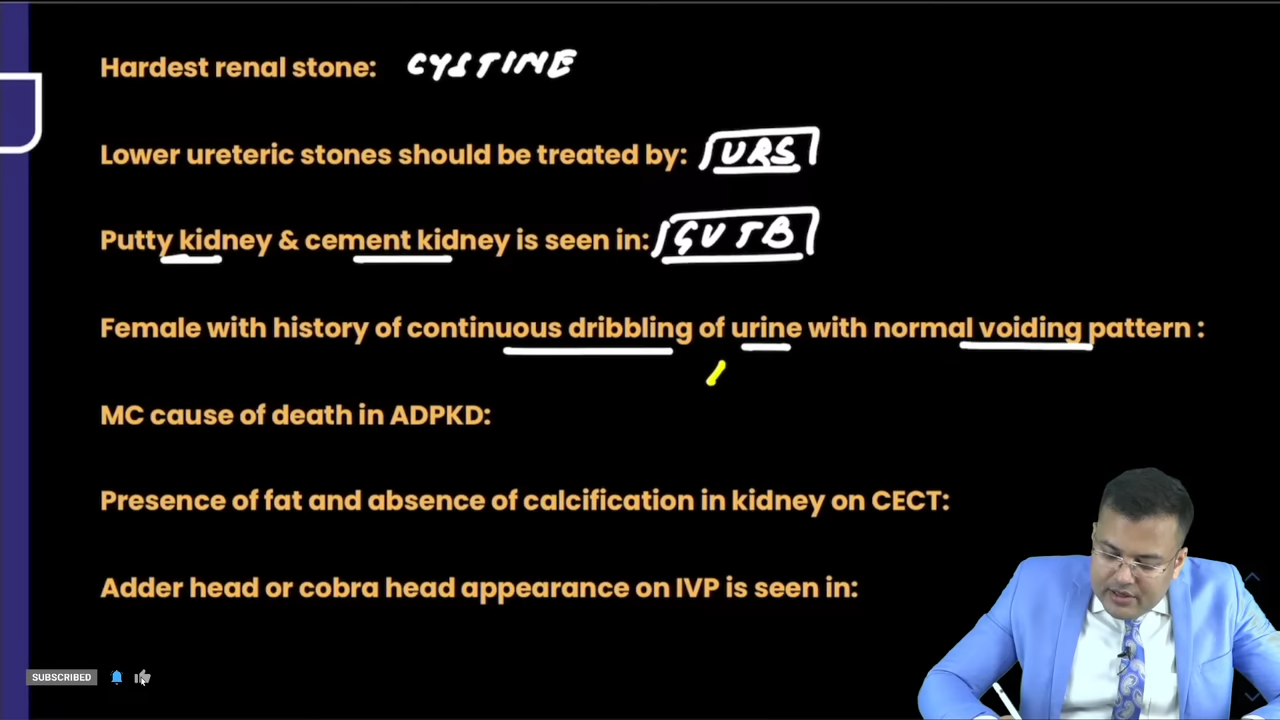 Hardest renal stone: CYSTINE
Lower ureteric stones should be treated by: URS
Putty kidney & cement kidney is seen in: GUTB
Female with history of continuous dribbling of urine with normal voiding pattern :
MC cause of death in ADPKD:
Presence of fat and absence of calcification in kidney on CECT:
Adder head or cobra head appearance on IVP is seen in:
SUBSCRIBED